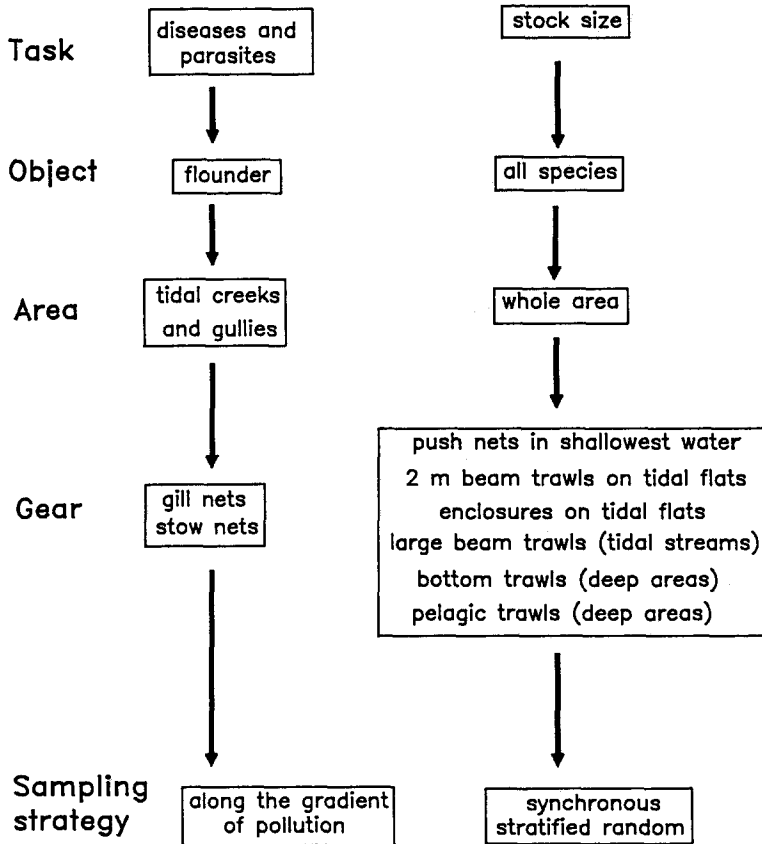 Task
diseases and
parasites
stock size
Object
flounder
all species
Area
tidal creeks
and gullies
whole area
Gear
gill nets
stow nets
push nets in shallowest water
2 m beam trawls on tidal flats
enclosures on tidal flats
large beam trawls (tidal streams)
bottom trawls (deep areas)
pelagic trawls (deep areas)
Sampling
strategy
along the gradient
of pollution
synchronous
stratified random